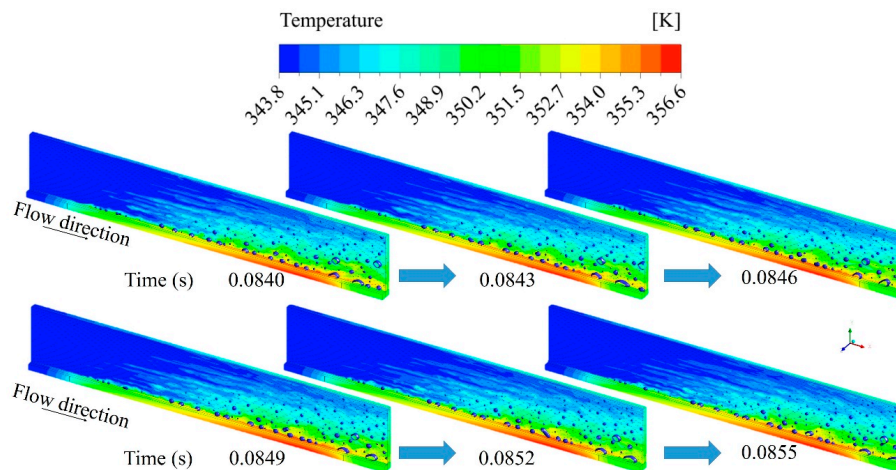 Temperature [K]
343.8 345.1 346.3 347.6 348.9 350.2 351.5 352.7 354.0 355.3 356.6
Flow direction
Time (s) 0.0840 0.0843 0.0846
Flow direction
Time (s) 0.0849 0.0852 0.0855